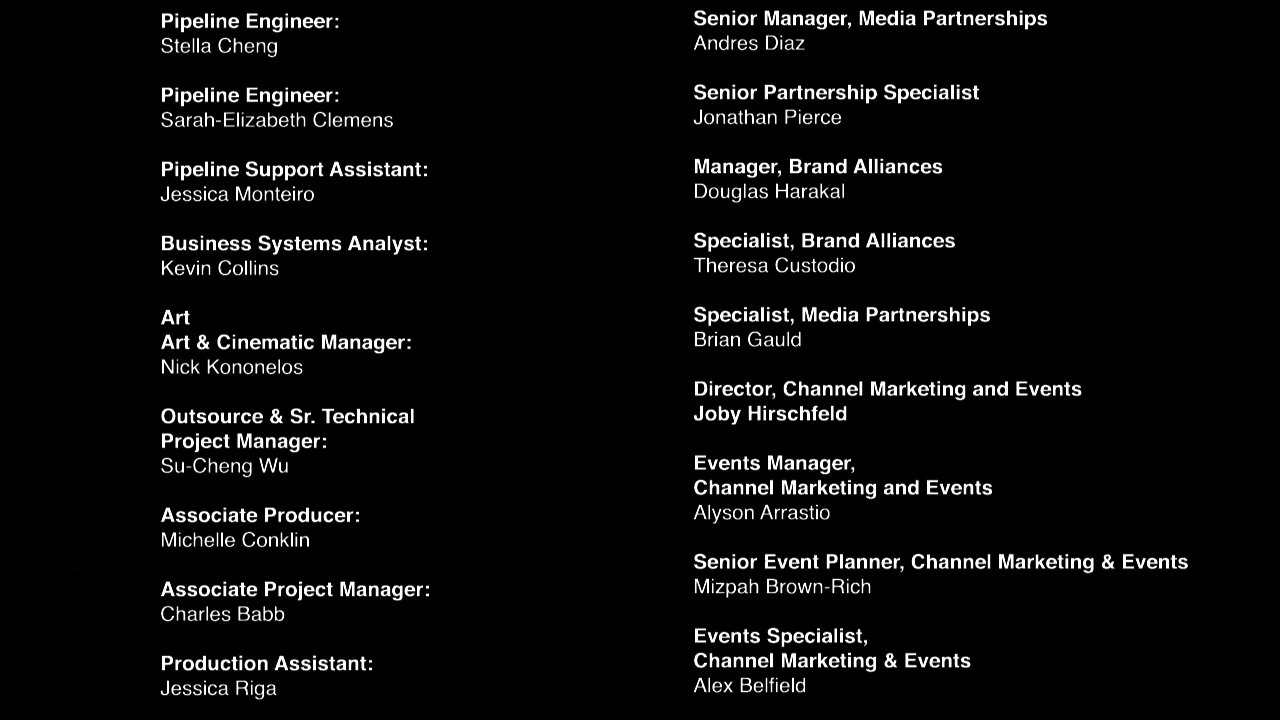 Pipeline Engineer:
Stella Cheng
Pipeline Engineer:
Sarah-Elizabeth Clemens
Pipeline Support Assistant:
Jessica Monteiro
Business Systems Analyst:
Kevin Collins
Art
Art & Cinematic Manager:
Nick Kononelos
Outsource & Sr. Technical
Project Manager:
Su-Cheng Wu
Associate Producer:
Michelle Conklin
Associate Project Manager:
Charles Babb
Production Assistant:
Jessica Riga
Senior Manager, Media Partnerships
Andres Diaz
Senior Partnership Specialist
Jonathan Pierce
Manager, Brand Alliances
Douglas Harakal
Specialist, Brand Alliances
Theresa Custodio
Specialist, Media Partnerships
Brian Gauld
Director, Channel Marketing and Events
Joby Hirschfeld
Events Manager,
Channel Marketing and Events
Alyson Arrastio
Senior Event Planner, Channel Marketing & Events
Mizpah Brown-Rich
Events Specialist,
Channel Marketing & Events
Alex Belfield